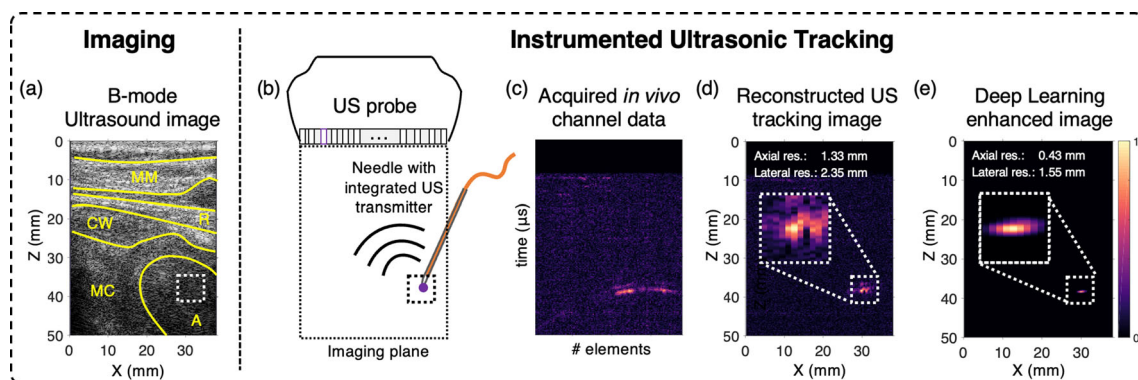 Imaging
Instrumented Ultrasonic Tracking
(a)
B-mode
Ultrasound image
0
10
20
30
40
50
Z (mm)
MM
CW
R
MC
A
0
10
20
30
X (mm)
(b)
US probe
...
Needle with
integrated US
transmitter
Imaging plane
(c)
Acquired in vivo
channel data
time (µs)
# elements
(d)
Reconstructed US
tracking image
0
10
20
30
40
50
Z (mm)
Axial res.: 1.33 mm
Lateral res.: 2.35 mm
0
10
20
30
X (mm)
(e)
Deep Learning
enhanced image
0
10
20
30
40
50
Z (mm)
Axial res.: 0.43 mm
Lateral res.: 1.55 mm
0
10
20
30
X (mm)
1
0